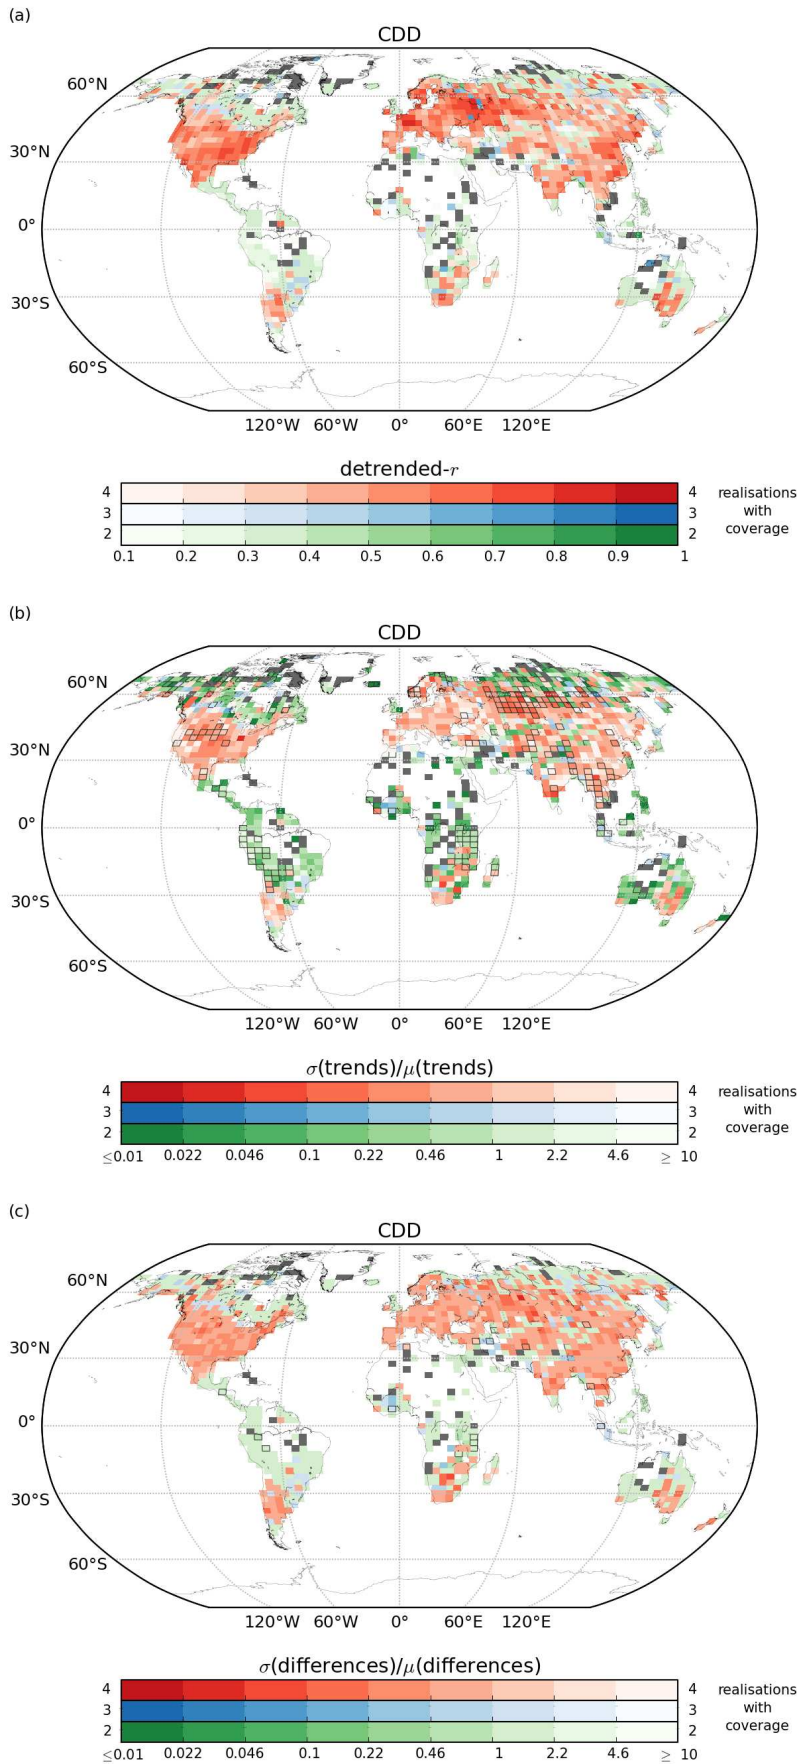 (a)
CDD
60°N
30°N
0°
30°S
60°S
120°W 60°W 0° 60°E 120°E
detrended-r
4 4 realisations
3 3 with
2 2 coverage
0.1 0.2 0.3 0.4 0.5 0.6 0.7 0.8 0.9 1
(b)
CDD
60°N
30°N
0°
30°S
60°S
120°W 60°W 0° 60°E 120°E
σ(trends)/μ(trends)
4 4 realisations
3 3 with
2 2 coverage
≤0.01 0.022 0.046 0.1 0.22 0.46 1 2.2 4.6 ≥ 10
(c)
CDD
60°N
30°N
0°
30°S
60°S
120°W 60°W 0° 60°E 120°E
σ(differences)/μ(differences)
4 4 realisations
3 3 with
2 2 coverage
≤0.01 0.022 0.046 0.1 0.22 0.46 1 2.2 4.6 ≥ 10